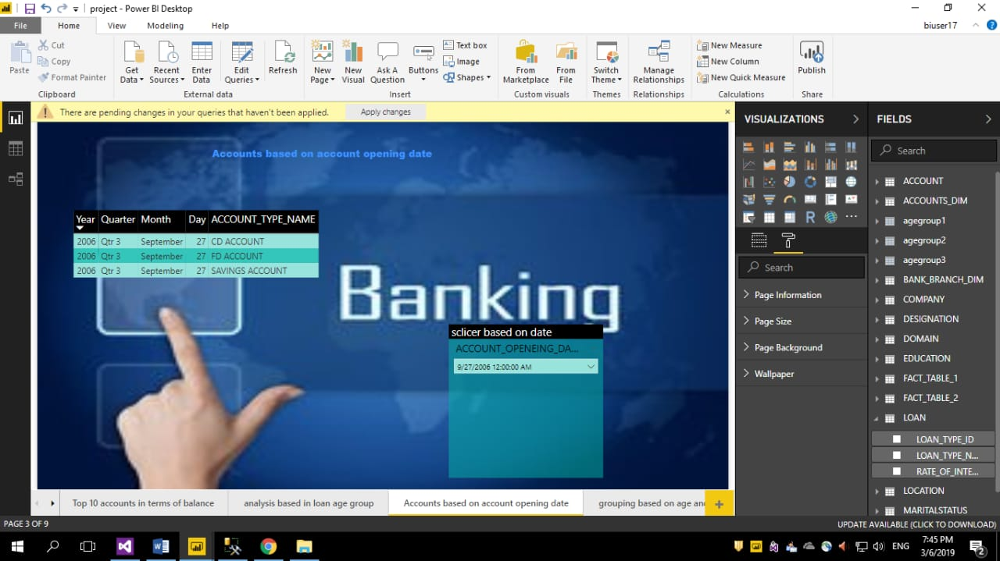 project - Power BI Desktop
File Home View Modeling Help biuser17
Paste Cut Copy Format Painter
Get Data Recent Sources Enter Data Edit Queries Refresh
New Page New Visual Ask A Question Buttons Text box Image Shapes
From Marketplace From File Switch Theme Manage Relationships
New Measure New Column New Quick Measure Publish
Clipboard External data Insert Custom visuals Themes Relationships Calculations Share
There are pending changes in your queries that haven't been applied. Apply changes
Accounts based on account opening date
Year Quarter Month Day ACCOUNT_TYPE_NAME
2006 Qtr 3 September 27 CD ACCOUNT
2006 Qtr 3 September 27 FD ACCOUNT
2006 Qtr 3 September 27 SAVINGS ACCOUNT
Banking
sclicer based on date
ACCOUNT_OPENEING_DA...
9/27/2006 12:00:00 AM
VISUALIZATIONS
R
Search
Page Information
Page Size
Page Background
Wallpaper
FIELDS
Search
ACCOUNT
ACCOUNTS_DIM
agegroup1
agegroup2
agegroup3
BANK_BRANCH_DIM
COMPANY
DESIGNATION
DOMAIN
EDUCATION
FACT_TABLE_1
FACT_TABLE_2
LOAN
LOAN_TYPE_ID
LOAN_TYPE_N...
RATE_OF_INTE...
LOCATION
MARITALSTATUS
Top 10 accounts in terms of balance analysis based in loan age group Accounts based on account opening date grouping based on age an
PAGE 3 OF 9 UPDATE AVAILABLE (CLICK TO DOWNLOAD)
ENG 7:45 PM
3/6/2019 2